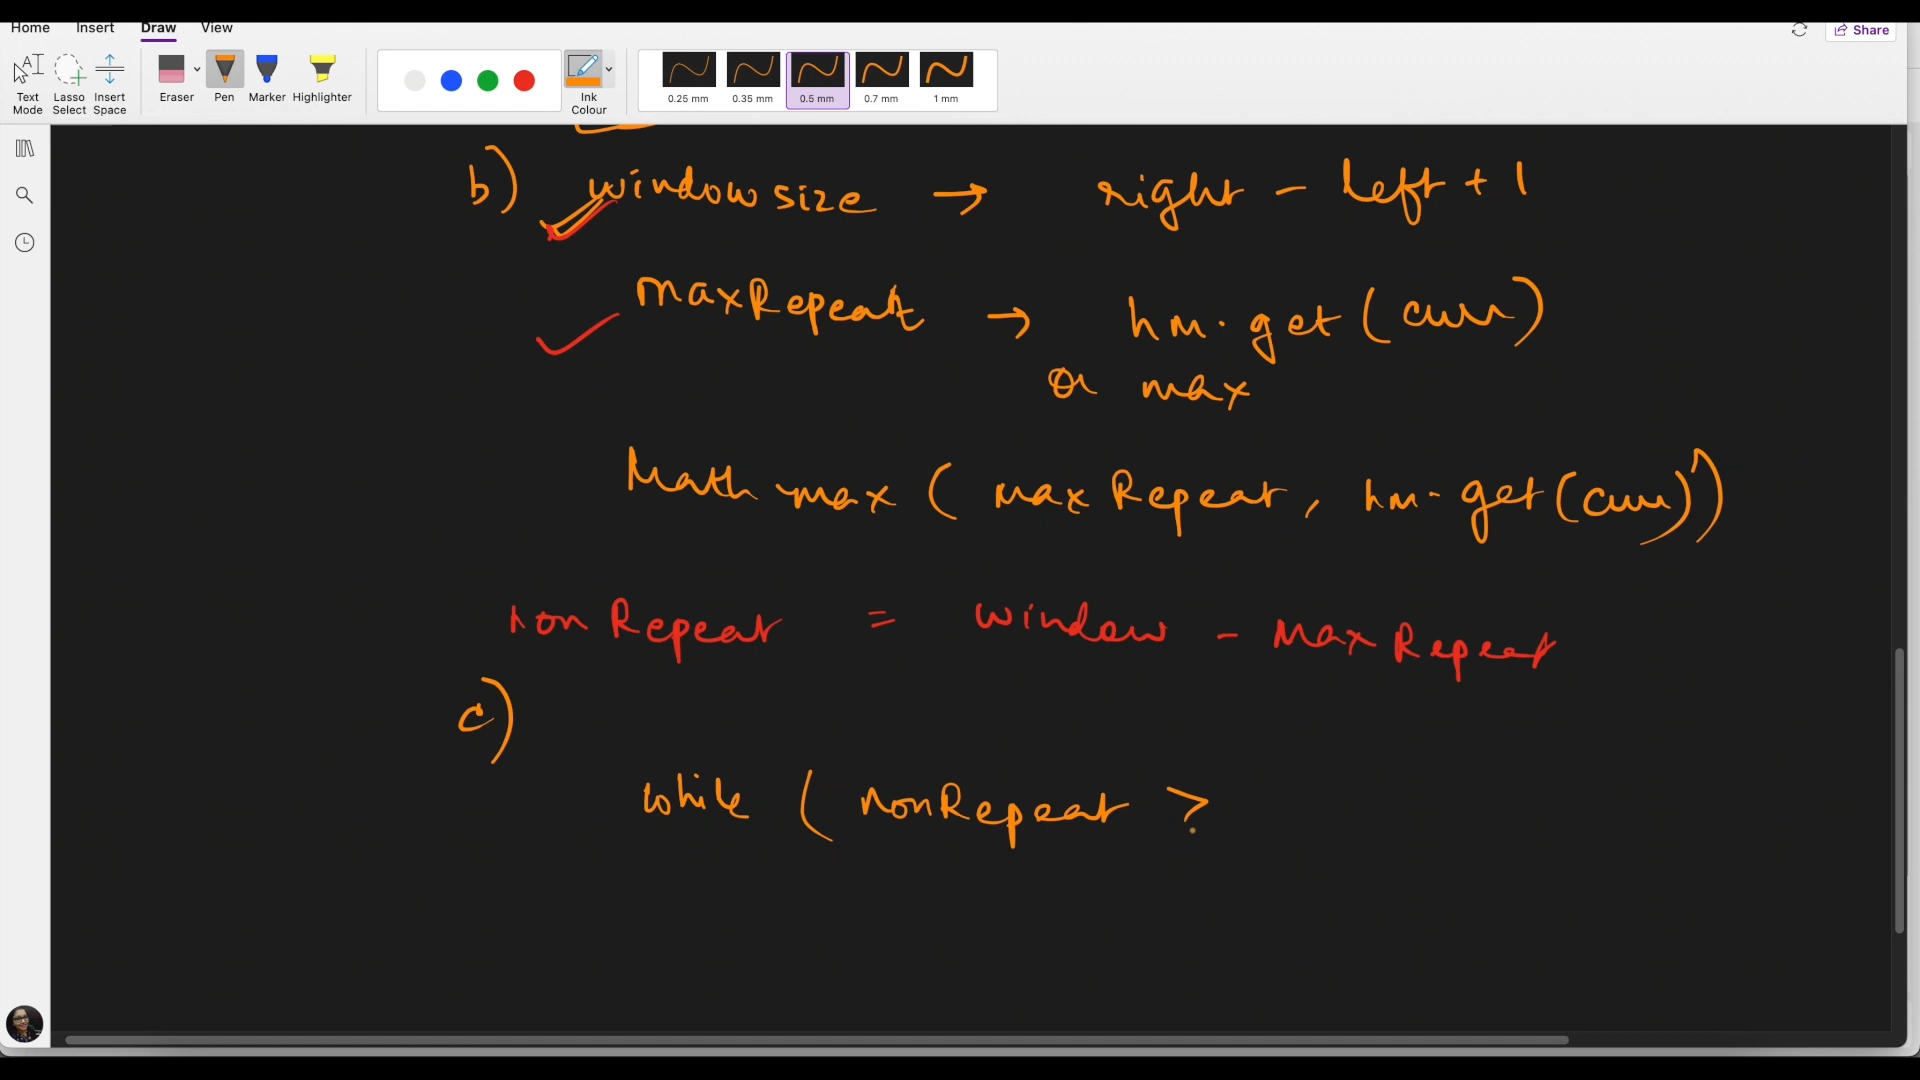 Home Insert Draw View
Share
Text Mode
Lasso Select
Insert Space
Eraser
Pen
Marker
Highlighter
Ink Colour
0.25 mm
0.35 mm
0.5 mm
0.7 mm
1 mm
b) windowsize → right - left + 1
maxRepeat → hm.get(curr)
or max
Math.max(maxRepeat, hm.get(curr))
nonRepeat = window - MaxRepeat
c)
while (nonRepeat >